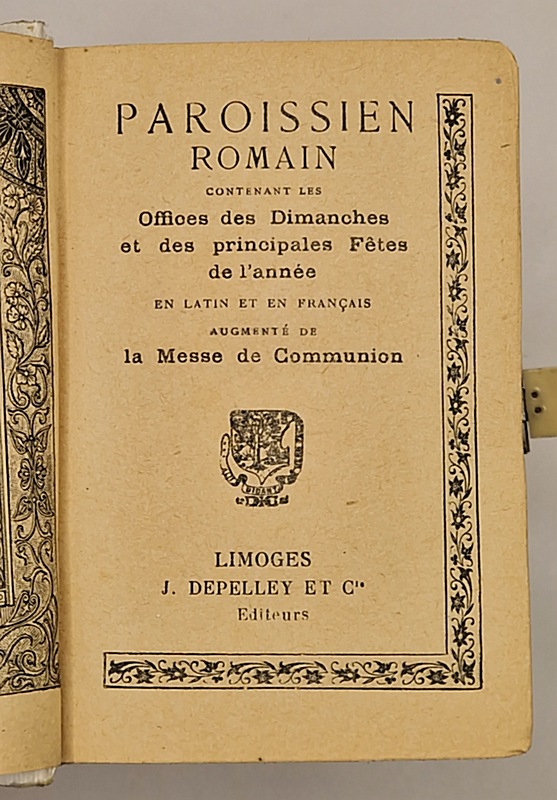 PAROISSIEN
ROMAIN
CONTENANT LES
Offices des Dimanches
et des principales Fêtes
de l'année
EN LATIN ET EN FRANÇAIS
AUGMENTÉ DE
la Messe de Communion
LIMOGES
J. DEPELLEY ET Cie
Editeurs